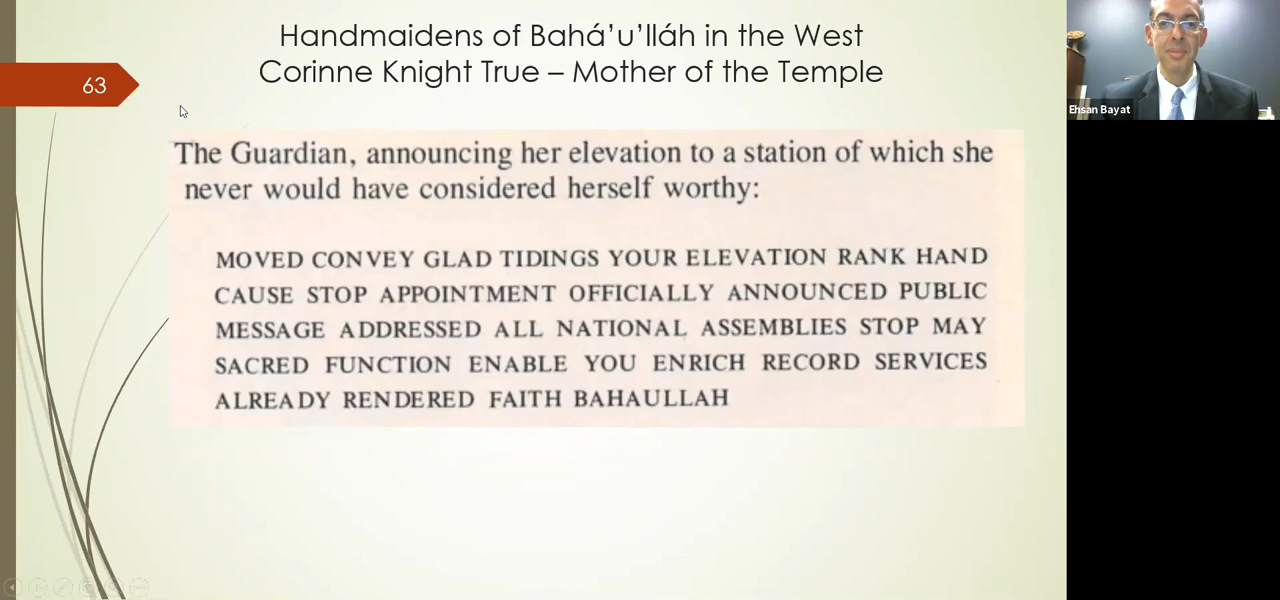 Handmaidens of Bahá’u’lláh in the West
Corinne Knight True – Mother of the Temple
63
The Guardian, announcing her elevation to a station of which she
never would have considered herself worthy:
MOVED CONVEY GLAD TIDINGS YOUR ELEVATION RANK HAND
CAUSE STOP APPOINTMENT OFFICIALLY ANNOUNCED PUBLIC
MESSAGE ADDRESSED ALL NATIONAL ASSEMBLIES STOP MAY
SACRED FUNCTION ENABLE YOU ENRICH RECORD SERVICES
ALREADY RENDERED FAITH BAHAULLAH
Ehsan Bayat